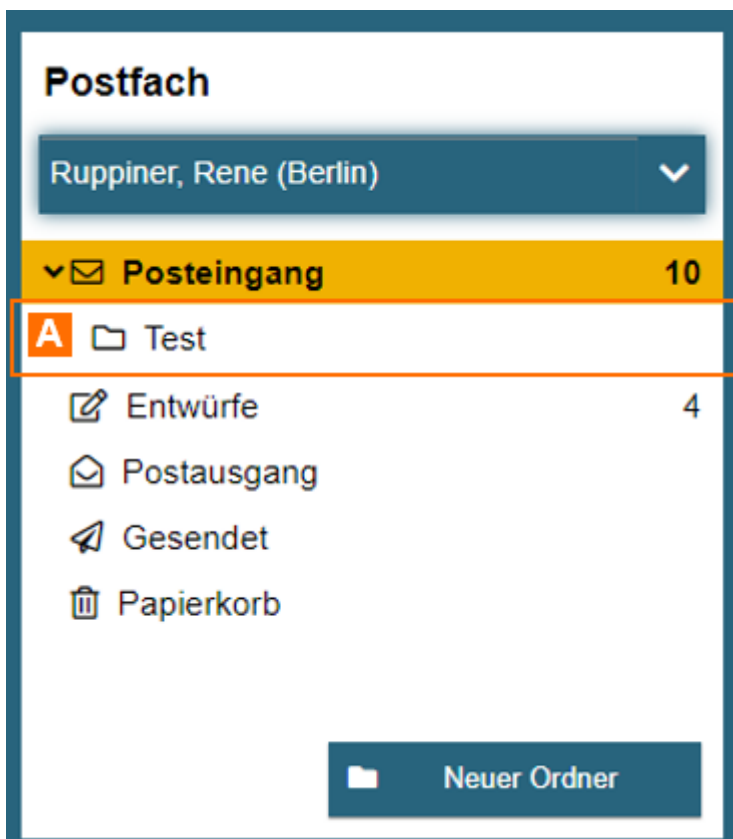 Postfach
Ruppiner, Rene (Berlin)
Posteingang 10
A Test
Entwürfe 4
Postausgang
Gesendet
Papierkorb
Neuer Ordner